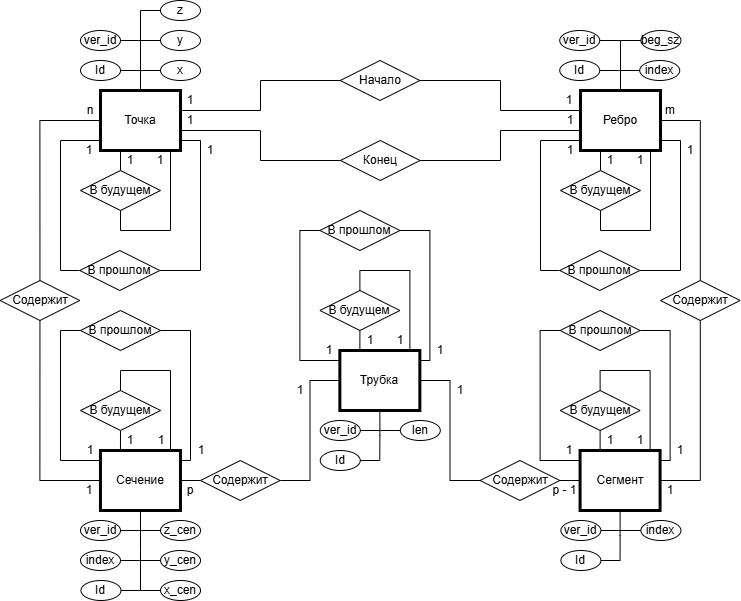 z
ver_id y ver_id beg_sz
Id x Id index
n 1 Начало 1 m
Точка 1 1 Ребро
1 1 1 1 Конец 1 1 1 1
В будущем В будущем
В прошлом
В прошлом В прошлом
Содержит Содержит
В будущем
В прошлом В прошлом
1 1 1 1
Трубка
1 1
В будущем В будущем
ver_id len
1 1 1 1 1 1 1 1
Id
Сечение Содержит Содержит Сегмент
1 p p - 1 1
ver_id z_cen ver_id index
index y_cen Id
Id x_cen